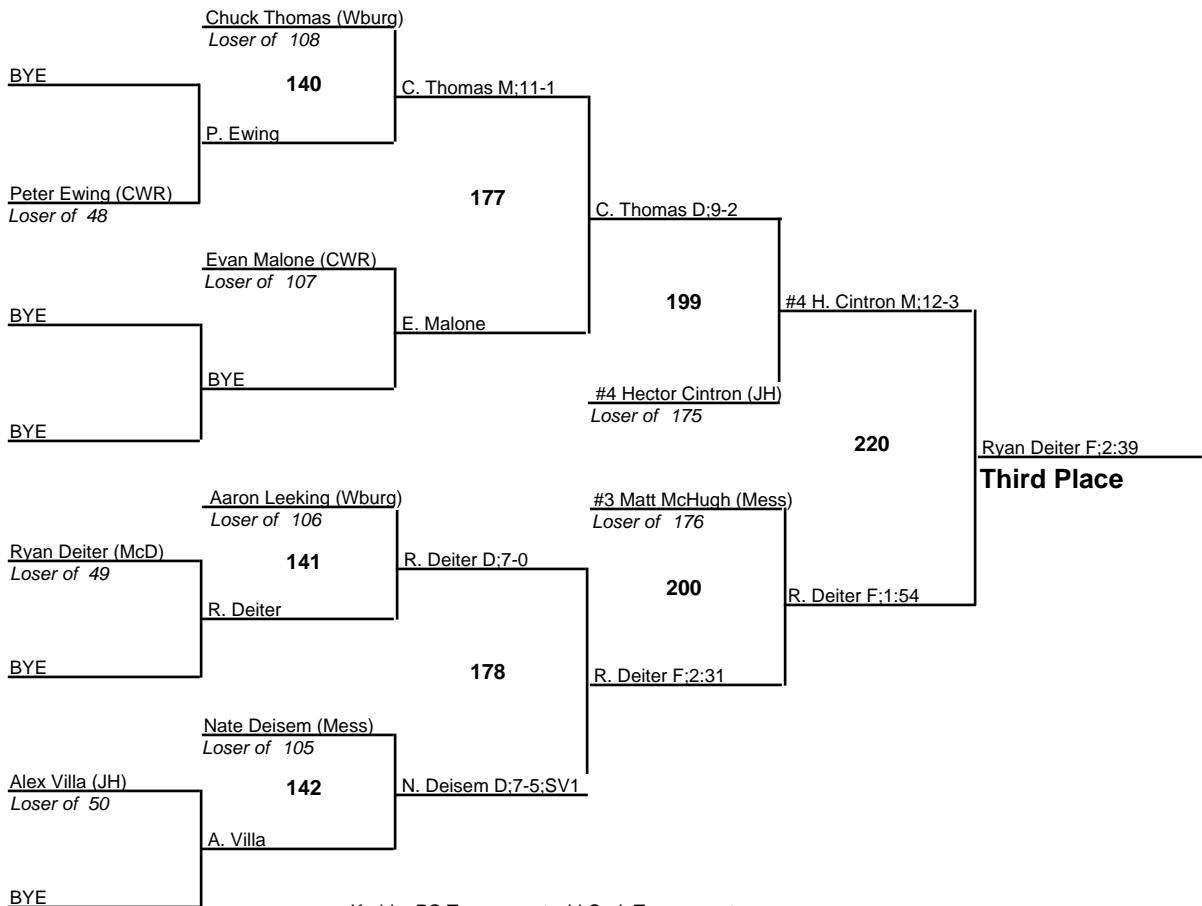 Chuck Thomas (Wburg)
Loser of 108
BYE
140
C. Thomas M;11-1
P. Ewing
Peter Ewing (CWR)
Loser of 48
177
C. Thomas D;9-2
Evan Malone (CWR)
Loser of 107
BYE
199
#4 H. Cintron M;12-3
E. Malone
BYE
#4 Hector Cintron (JH)
Loser of 175
BYE
220
Ryan Deiter F;2:39
Third Place
Aaron Leeking (Wburg)
Loser of 106
#3 Matt McHugh (Mess)
Loser of 176
Ryan Deiter (McD)
Loser of 49
141
R. Deiter D;7-0
200
R. Deiter
R. Deiter F;1:54
BYE
178
R. Deiter F;2:31
Nate Deisem (Mess)
Loser of 105
Alex Villa (JH)
Loser of 50
142
N. Deisem D;7-5;SV1
A. Villa
BYE